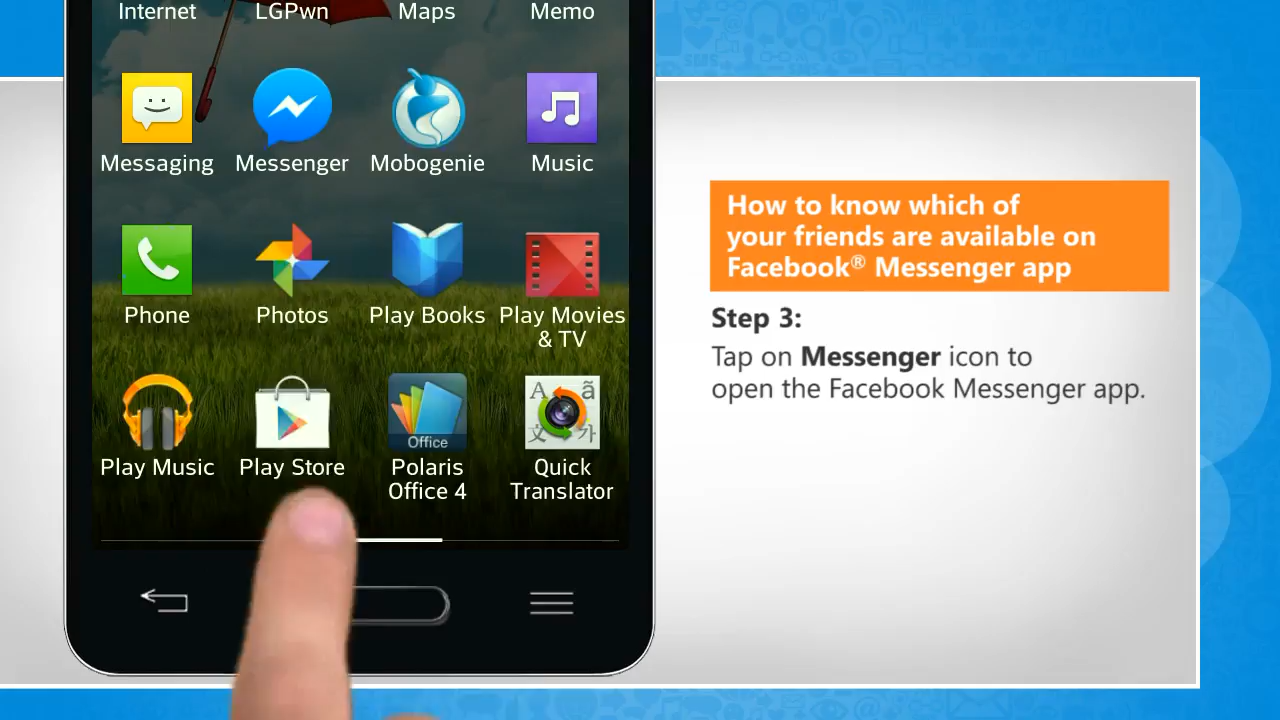 Internet LGPwn Maps Memo
Messaging Messenger Mobogenie Music
Phone Photos Play Books Play Movies
& TV
A ã
文 가
Office
Play Music Play Store Polaris Quick
Office 4 Translator
How to know which of
your friends are available on
Facebook® Messenger app
Step 3:
Tap on Messenger icon to
open the Facebook Messenger app.